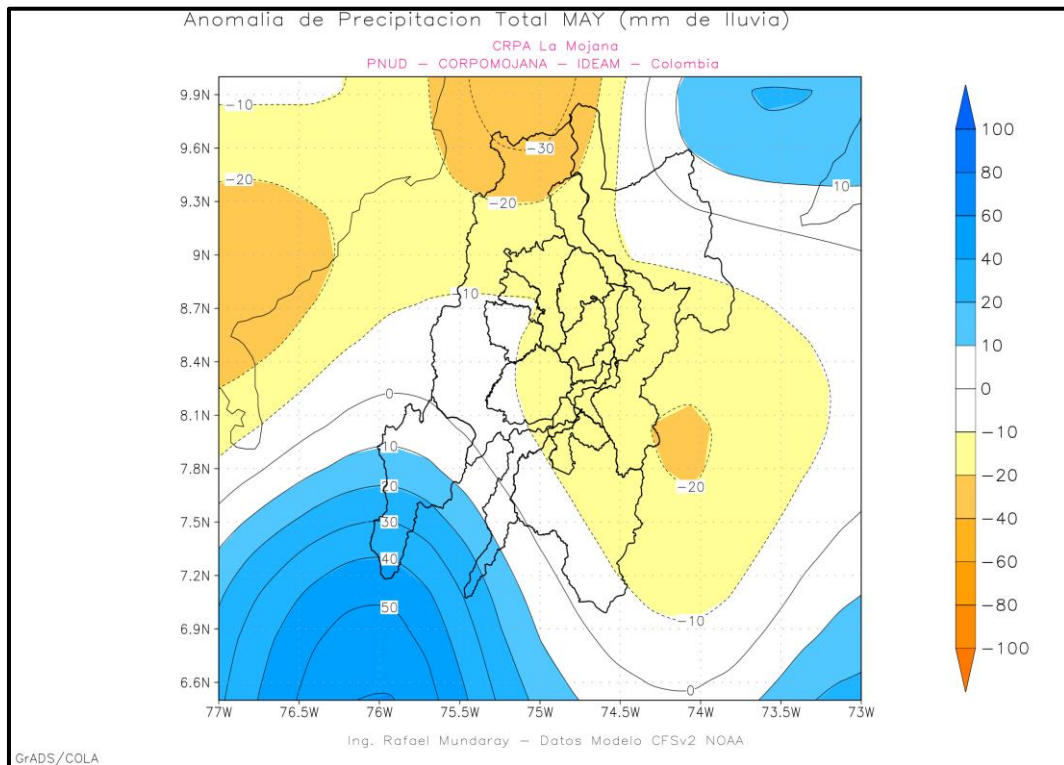 Anomalia de Precipitacion Total MAY (mm de lluvia)
CRPA La Mojana
PNUD – CORPOMOJANA – IDEAM – Colombia
9.9N
9.6N
9.3N
9N
8.7N
8.4N
8.1N
7.8N
7.5N
7.2N
6.9N
6.6N
−10
−30
−20
10
−20
10
0
10
20
−20
30
40
50
−10
0
77W
76.5W
76W
75.5W
75W
74.5W
74W
73.5W
73W
100
80
60
40
20
10
0
−10
−20
−40
−60
−80
−100
Ing. Rafael Mundaray – Datos Modelo CFSv2 NOAA
GrADS/COLA